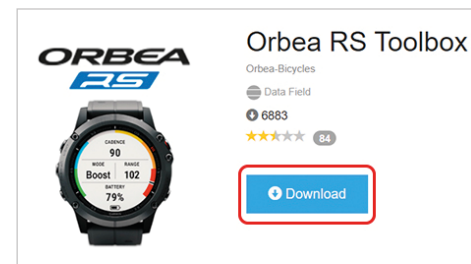 ORBEA
RS
CADENCE
90
MODE
Boost
RANGE
102
BATTERY
79%
Orbea RS Toolbox
Orbea-Bicycles
Data Field
6883
84
Download